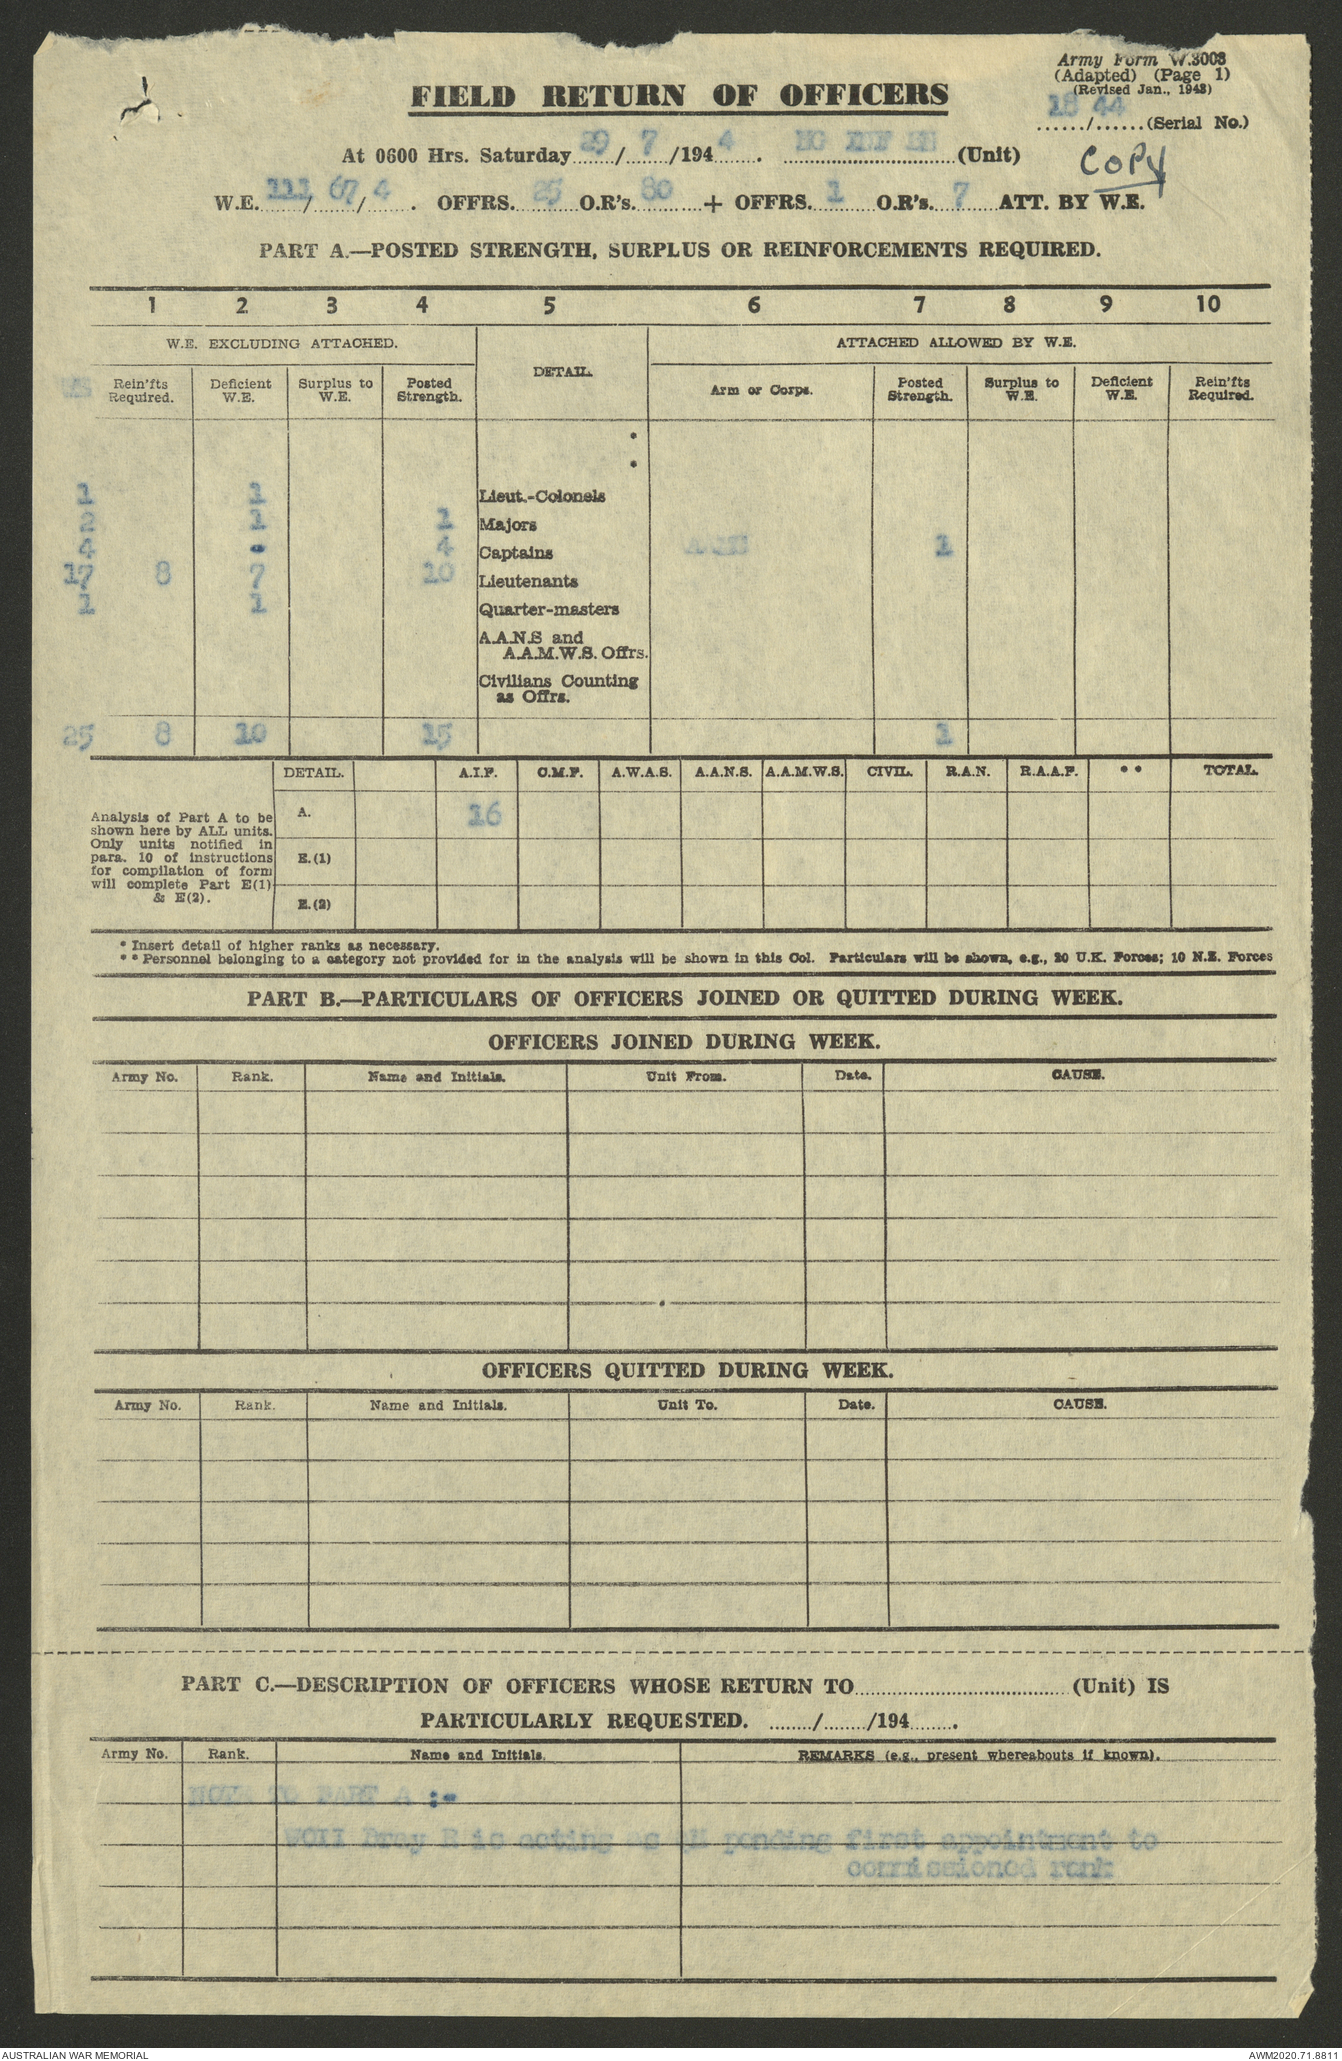 Army Form W.3008
(Adapted) (Page 1)
(Revised Jan., 1943)
18 44
....../......(Serial No.)
FIELD RETURN OF OFFICERS
COPY
At 0600 Hrs. Saturday 29 / 7 /1944. (Unit)
W.E. 111 / 67 / 4 . OFFRS. 25 O.R's. 80 + OFFRS. 1 O.R's. 7 ATT. BY W.E.
PART A.—POSTED STRENGTH, SURPLUS OR REINFORCEMENTS REQUIRED.
1 2 3 4 5 6 7 8 9 10
W.E. EXCLUDING ATTACHED. DETAIL. ATTACHED ALLOWED BY W.E.
Rein'fts Required. Deficient W.E. Surplus to W.E. Posted Strength. Arm or Corps. Posted Strength. Surplus to W.E. Deficient W.E. Rein'fts Required.
*
*
1 1 Lieut.-Colonels
2 1 1 Majors
4 . 4 Captains 1
17 8 7 10 Lieutenants
1 1 Quarter-masters
A.A.N.S and
A.A.M.W.S. Offrs.
Civilians Counting
as Offrs.
25 8 10 15 1
DETAIL. A.I.F. C.M.F. A.W.A.S. A.A.N.S. A.A.M.W.S. CIVIL. R.A.N. R.A.A.F. * * TOTAL.
Analysis of Part A to be
shown here by ALL units.
Only units notified in
para. 10 of instructions
for compilation of form
will complete Part E(1)
& E(2).
A. 16
E.(1)
E.(2)
* Insert detail of higher ranks as necessary.
* * Personnel belonging to a category not provided for in the analysis will be shown in this Col. Particulars will be shown, e.g., 20 U.K. Forces; 10 N.Z. Forces
PART B.—PARTICULARS OF OFFICERS JOINED OR QUITTED DURING WEEK.
OFFICERS JOINED DURING WEEK.
Army No. Rank. Name and Initials. Unit From. Date. CAUSE.
OFFICERS QUITTED DURING WEEK.
Army No. Rank. Name and Initials. Unit To. Date. CAUSE.
PART C.—DESCRIPTION OF OFFICERS WHOSE RETURN TO.......................................(Unit) IS
PARTICULARLY REQUESTED. ......../......../194........
Army No. Rank. Name and Initials. REMARKS (e.g., present whereabouts if known).
NOTE TO PART A :-
WOII Bray E is acting as QM pending first appointment to
commissioned rank
AUSTRALIAN WAR MEMORIAL
AWM2020.71.8811